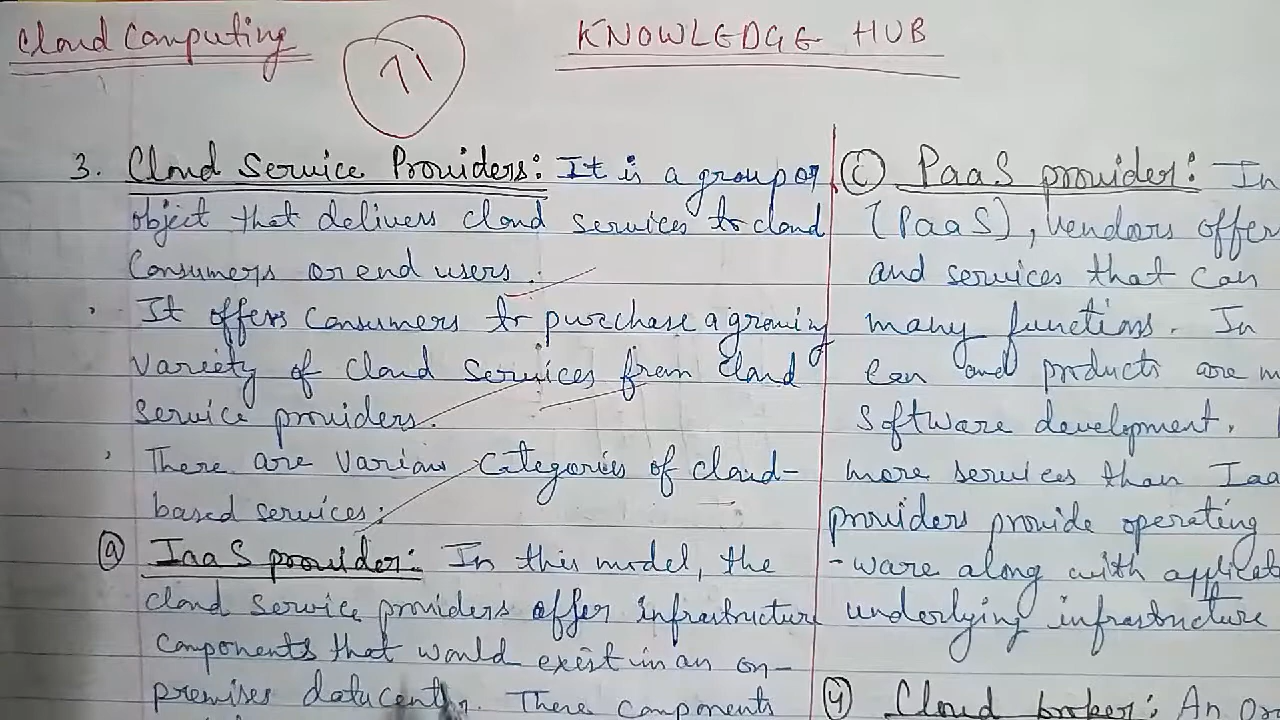 Cloud Computing
71
KNOWLEDGE HUB
3. Cloud Service Providers: It is a group or
object that delivers cloud services to cloud
Consumers or end users.
It offers Consumers to purchase a growing
Variety of Cloud Services from Cloud
Service providers.
There are Various Categories of cloud-
based services:
(a) IaaS provider: In this model, the
cloud service providers offer infrastructure
Components that would exist in an on-
premises datacenter. These components
(c) PaaS provider: In
(PaaS), vendors offer
and services that can
many functions. In
and products are m
Software development.
more services than Iaa
providers provide operating
-ware along with applicat
underlying infrastructure
(4) Cloud broker: An or